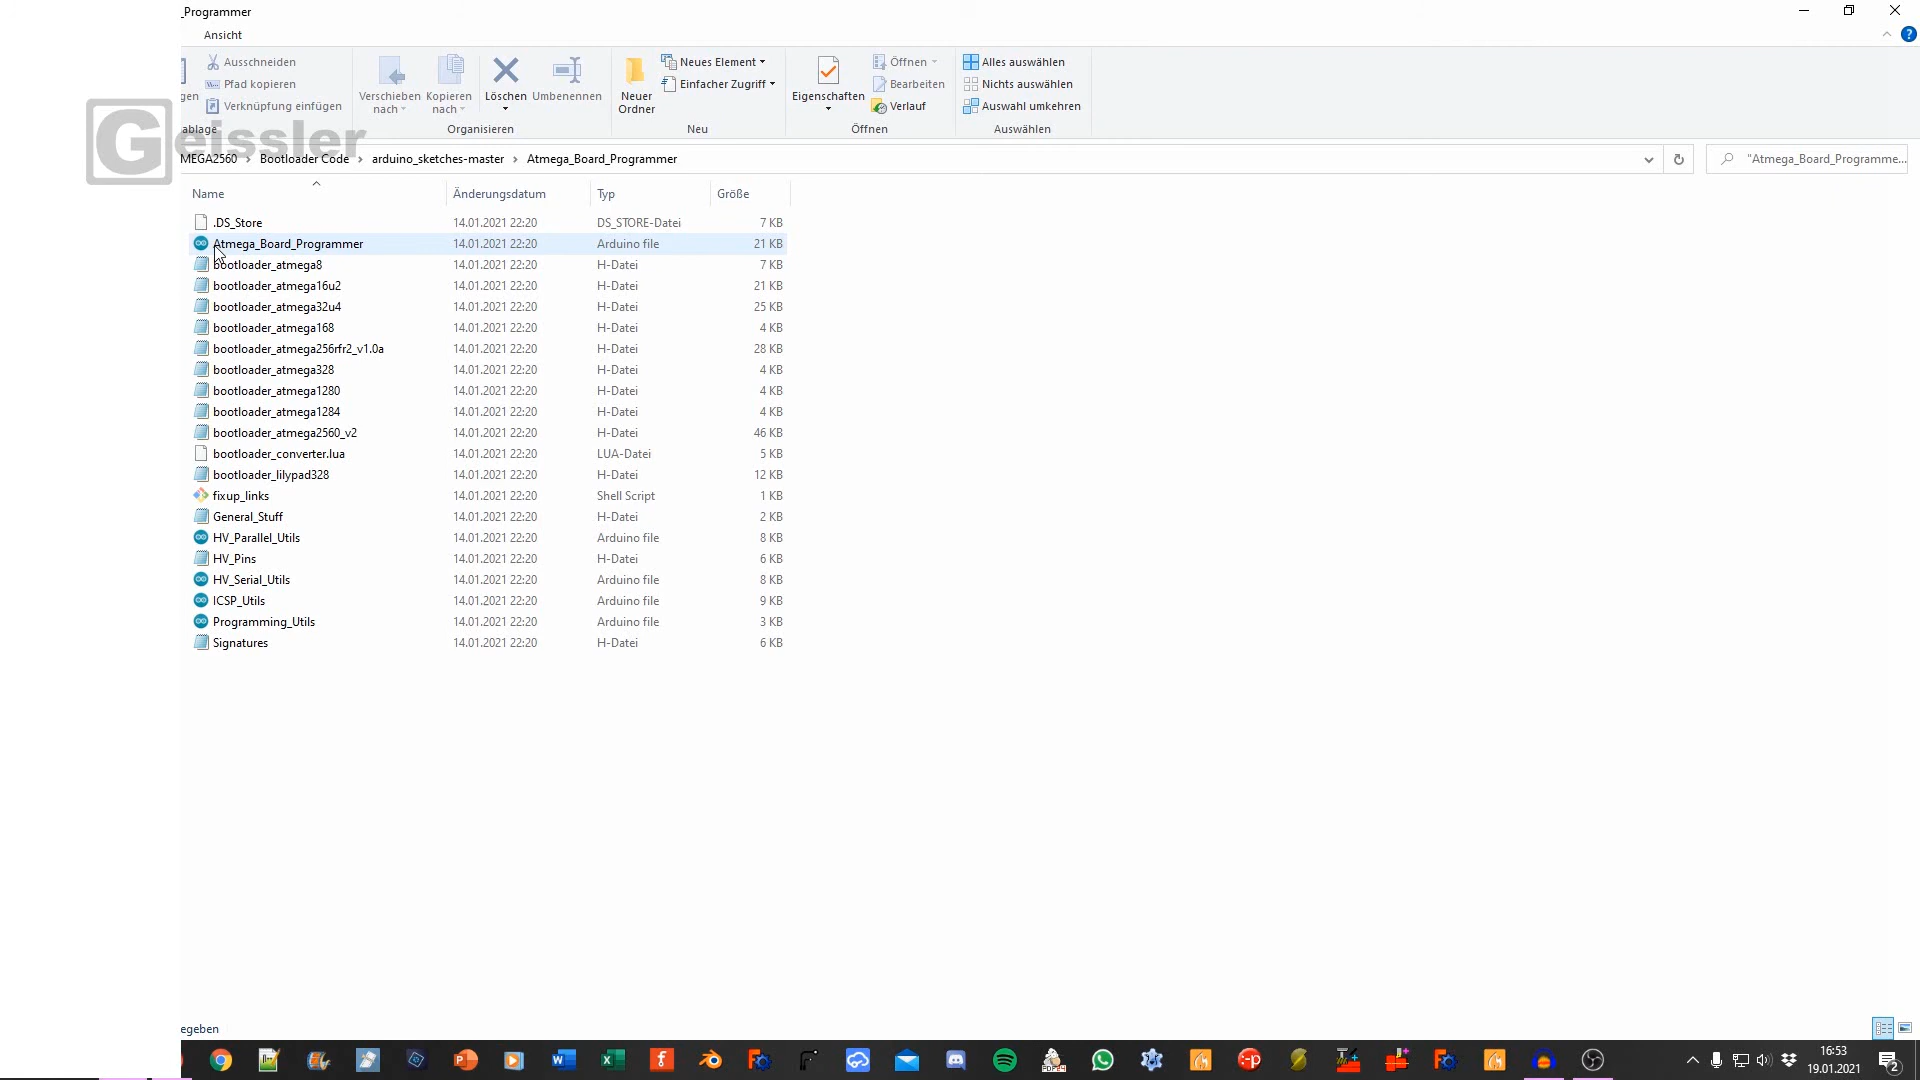 _Programmer
Ansicht
Ausschneiden
Pfad kopieren
gen
Verknüpfung einfügen
ablage
Verschieben nach
Kopieren nach
Löschen
Umbenennen
Organisieren
Neuer Ordner
Neues Element
Einfacher Zugriff
Neu
Eigenschaften
Öffnen
Bearbeiten
Verlauf
Öffnen
Alles auswählen
Nichts auswählen
Auswahl umkehren
Auswählen
Geissler
MEGA2560 › Bootloader Code › arduino_sketches-master › Atmega_Board_Programmer
"Atmega_Board_Programme...
Name Änderungsdatum Typ Größe
.DS_Store 14.01.2021 22:20 DS_STORE-Datei 7 KB
Atmega_Board_Programmer 14.01.2021 22:20 Arduino file 21 KB
bootloader_atmega8 14.01.2021 22:20 H-Datei 7 KB
bootloader_atmega16u2 14.01.2021 22:20 H-Datei 21 KB
bootloader_atmega32u4 14.01.2021 22:20 H-Datei 25 KB
bootloader_atmega168 14.01.2021 22:20 H-Datei 4 KB
bootloader_atmega256rfr2_v1.0a 14.01.2021 22:20 H-Datei 28 KB
bootloader_atmega328 14.01.2021 22:20 H-Datei 4 KB
bootloader_atmega1280 14.01.2021 22:20 H-Datei 4 KB
bootloader_atmega1284 14.01.2021 22:20 H-Datei 4 KB
bootloader_atmega2560_v2 14.01.2021 22:20 H-Datei 46 KB
bootloader_converter.lua 14.01.2021 22:20 LUA-Datei 5 KB
bootloader_lilypad328 14.01.2021 22:20 H-Datei 12 KB
fixup_links 14.01.2021 22:20 Shell Script 1 KB
General_Stuff 14.01.2021 22:20 H-Datei 2 KB
HV_Parallel_Utils 14.01.2021 22:20 Arduino file 8 KB
HV_Pins 14.01.2021 22:20 H-Datei 6 KB
HV_Serial_Utils 14.01.2021 22:20 Arduino file 8 KB
ICSP_Utils 14.01.2021 22:20 Arduino file 9 KB
Programming_Utils 14.01.2021 22:20 Arduino file 3 KB
Signatures 14.01.2021 22:20 H-Datei 6 KB
egeben
16:53
19.01.2021
2